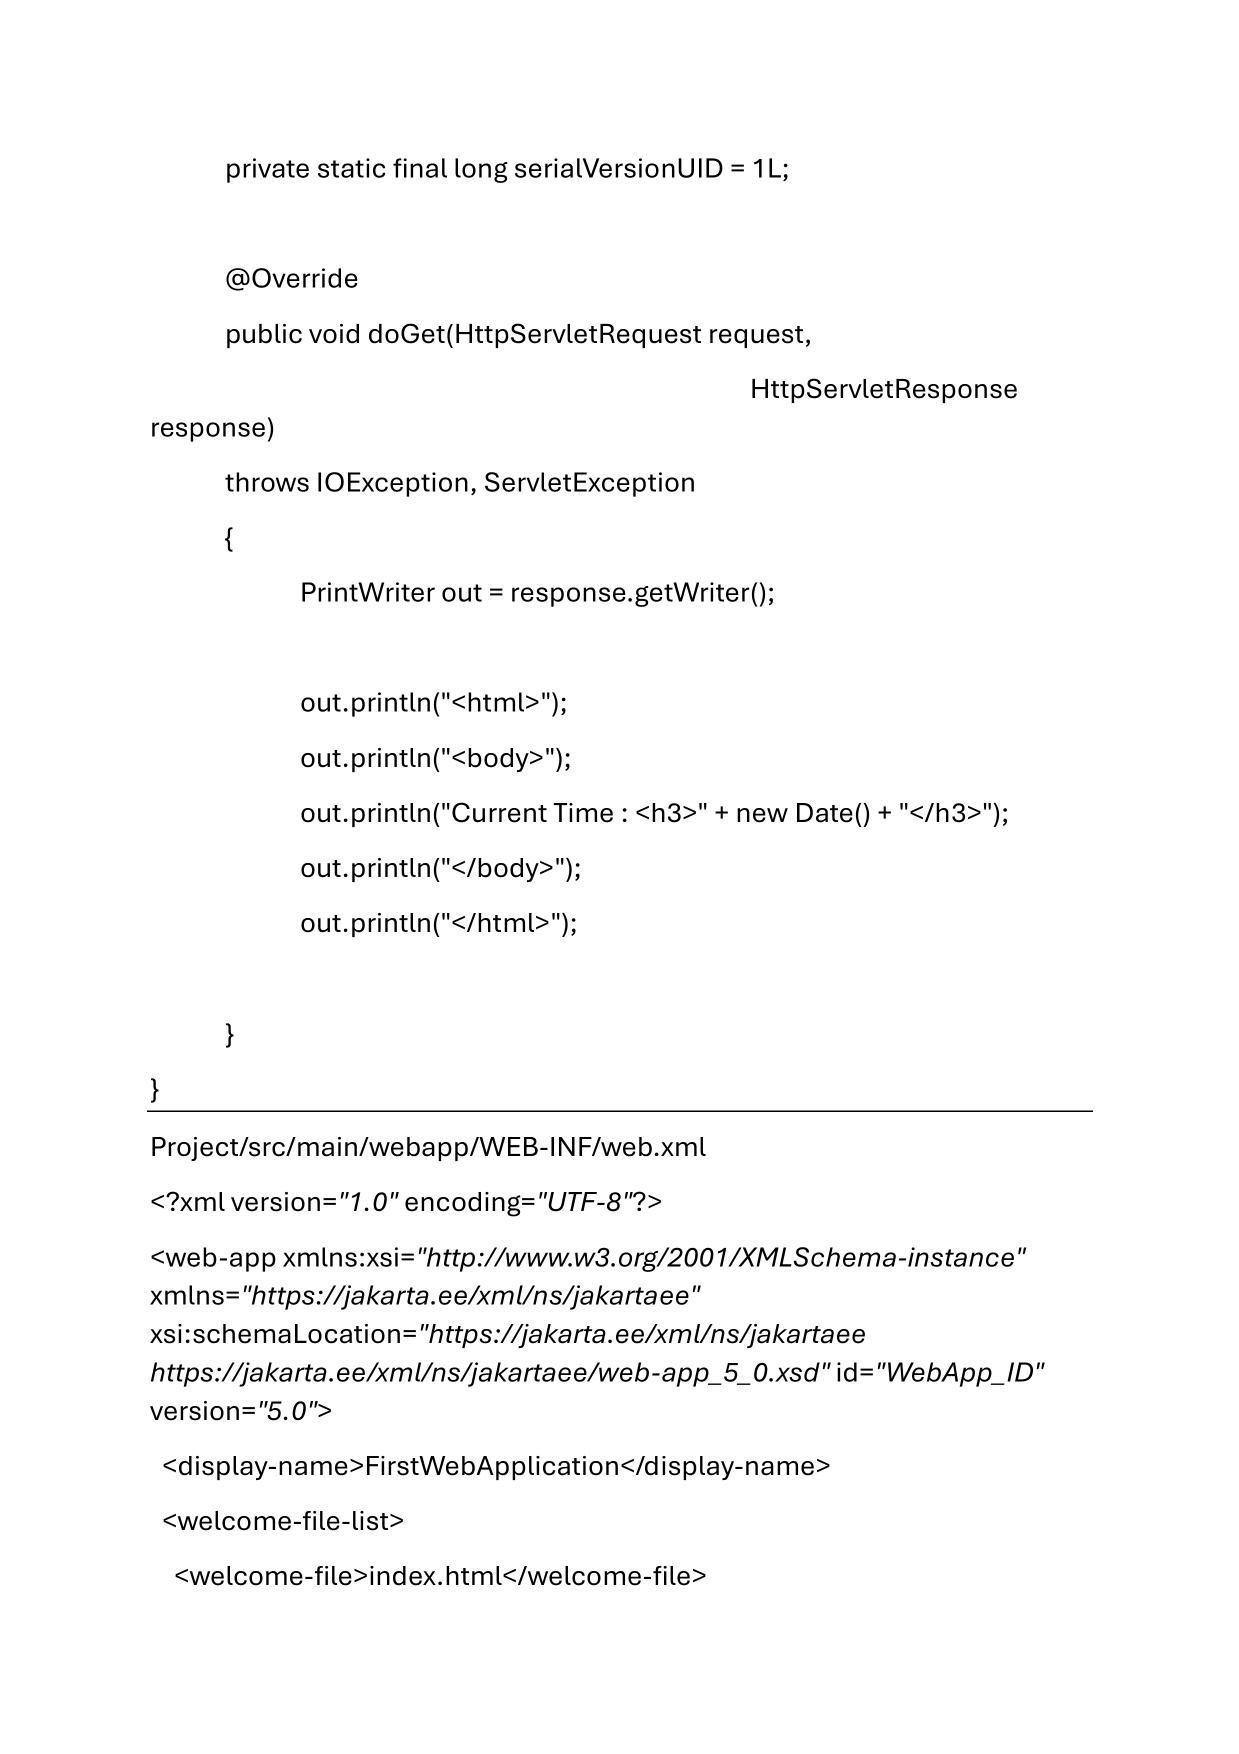 private static final long serialVersionUID = 1L;
@Override
public void doGet(HttpServletRequest request,
HttpServletResponse
response)
throws IOException, ServletException
{
PrintWriter out = response.getWriter();
out.println("<html>");
out.println("<body>");
out.println("Current Time : <h3>" + new Date() + "</h3>");
out.println("</body>");
out.println("</html>");
}
}
Project/src/main/webapp/WEB-INF/web.xml
<?xml version="1.0" encoding="UTF-8"?>
<web-app xmlns:xsi="http://www.w3.org/2001/XMLSchema-instance"
xmlns="https://jakarta.ee/xml/ns/jakartaee"
xsi:schemaLocation="https://jakarta.ee/xml/ns/jakartaee
https://jakarta.ee/xml/ns/jakartaee/web-app_5_0.xsd" id="WebApp_ID"
version="5.0">
<display-name>FirstWebApplication</display-name>
<welcome-file-list>
<welcome-file>index.html</welcome-file>